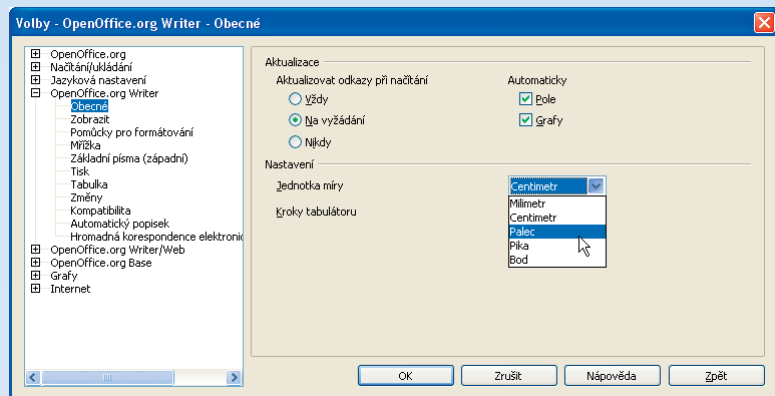 Volby - OpenOffice.org Writer - Obecné
OpenOffice.org
Načítání/ukládání
Jazyková nastavení
OpenOffice.org Writer
Obecné
Zobrazit
Pomůcky pro formátování
Mřížka
Základní písma (západní)
Tisk
Tabulka
Změny
Kompatibilita
Automatický popisek
Hromadná korespondence elektronic
OpenOffice.org Writer/Web
OpenOffice.org Base
Grafy
Internet
Aktualizace
Aktualizovat odkazy při načítání
Vždy
Na vyžádání
Nikdy
Automaticky
Pole
Grafy
Nastavení
Jednotka míry
Centimetr
Milimetr
Centimetr
Palec
Pika
Bod
Kroky tabulátoru
OK
Zrušit
Nápověda
Zpět